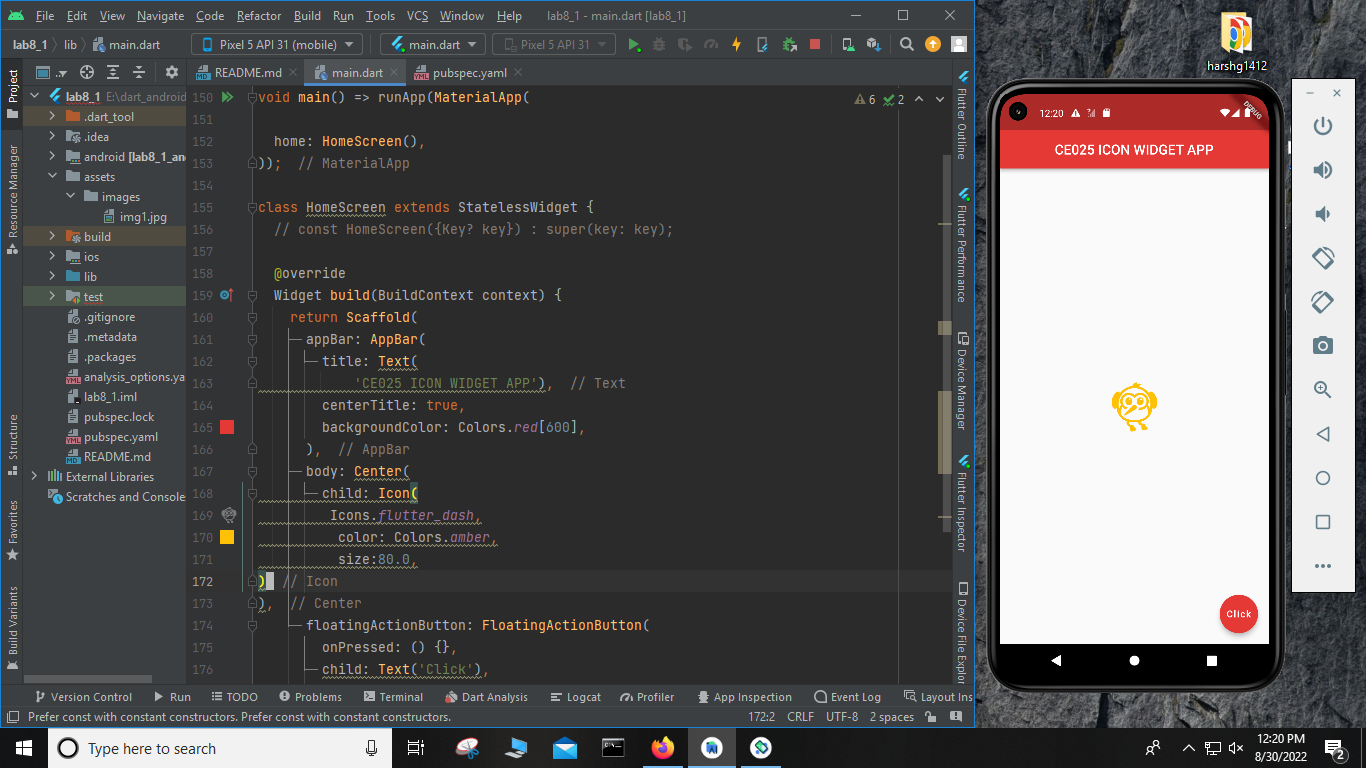 File Edit View Navigate Code Refactor Build Run Tools VCS Window Help lab8_1 - main.dart [lab8_1]
lab8_1 lib main.dart Pixel 5 API 31 (mobile) main.dart Pixel 5 API 31
Project
Resource Manager
Structure
Favorites
Build Variants
lab8_1 E:\dart_android
.dart_tool
.idea
android [lab8_1_an
assets
images
img1.jpg
build
ios
lib
test
.gitignore
.metadata
.packages
analysis_options.ya
lab8_1.iml
pubspec.lock
pubspec.yaml
README.md
External Libraries
Scratches and Console
README.md main.dart pubspec.yaml
6 2
150 void main() => runApp(MaterialApp(
151
152 home: HomeScreen(),
153 )); // MaterialApp
154
155 class HomeScreen extends StatelessWidget {
156 // const HomeScreen({Key? key}) : super(key: key);
157
158 @override
159 Widget build(BuildContext context) {
160 return Scaffold(
161 appBar: AppBar(
162 title: Text(
163 'CE025 ICON WIDGET APP'), // Text
164 centerTitle: true,
165 backgroundColor: Colors.red[600],
166 ), // AppBar
167 body: Center(
168 child: Icon(
169 Icons.flutter_dash,
170 color: Colors.amber,
171 size:80.0,
172 ) // Icon
173 ), // Center
174 floatingActionButton: FloatingActionButton(
175 onPressed: () {},
176 child: Text('Click'),
Flutter Outline
Flutter Performance
Device Manager
Flutter Inspector
Device File Explor
Version Control Run TODO Problems Terminal Dart Analysis Logcat Profiler App Inspection Event Log Layout Ins
Prefer const with constant constructors. Prefer const with constant constructors. 172:2 CRLF UTF-8 2 spaces
harshg1412
12:20
DEBUG
CE025 ICON WIDGET APP
Click
Type here to search
12:20 PM
8/30/2022
2